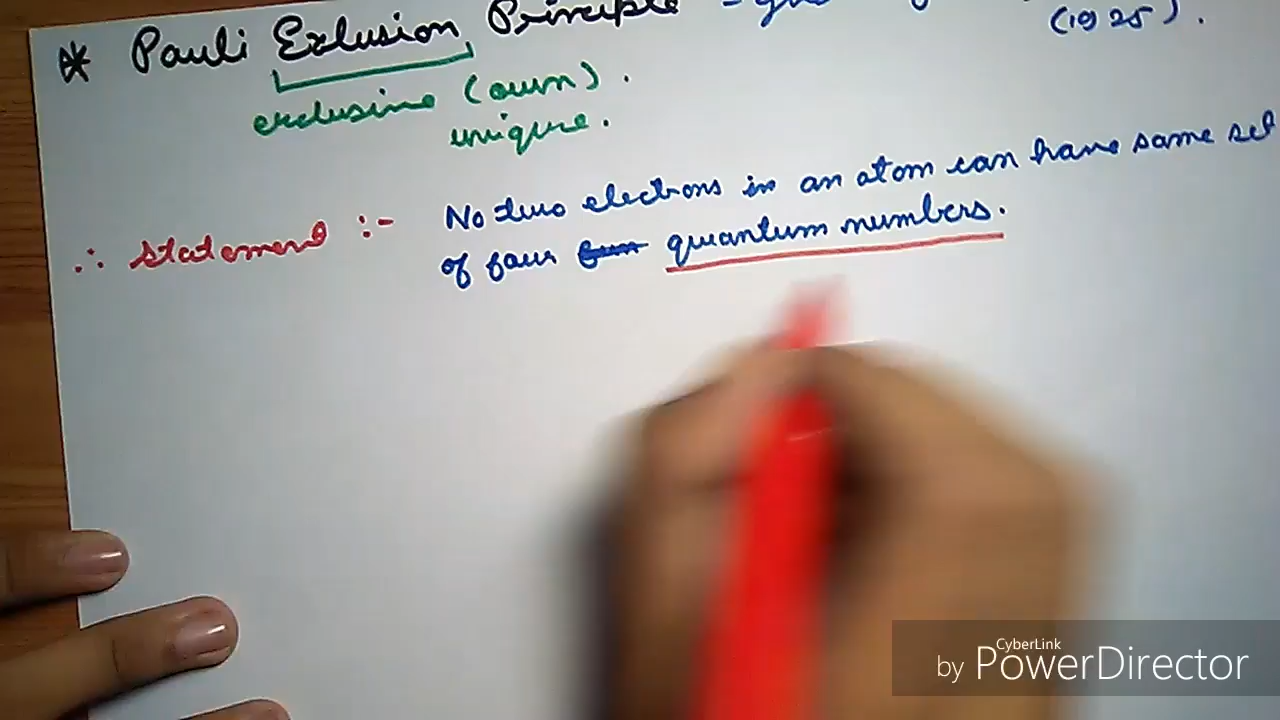 * Pauli Exlusion Principle -
(1925).
exclusive (own).
unique.
∴ Statement :- No two electrons in an atom can have same set
of four quantum numbers.
by CyberLink PowerDirector